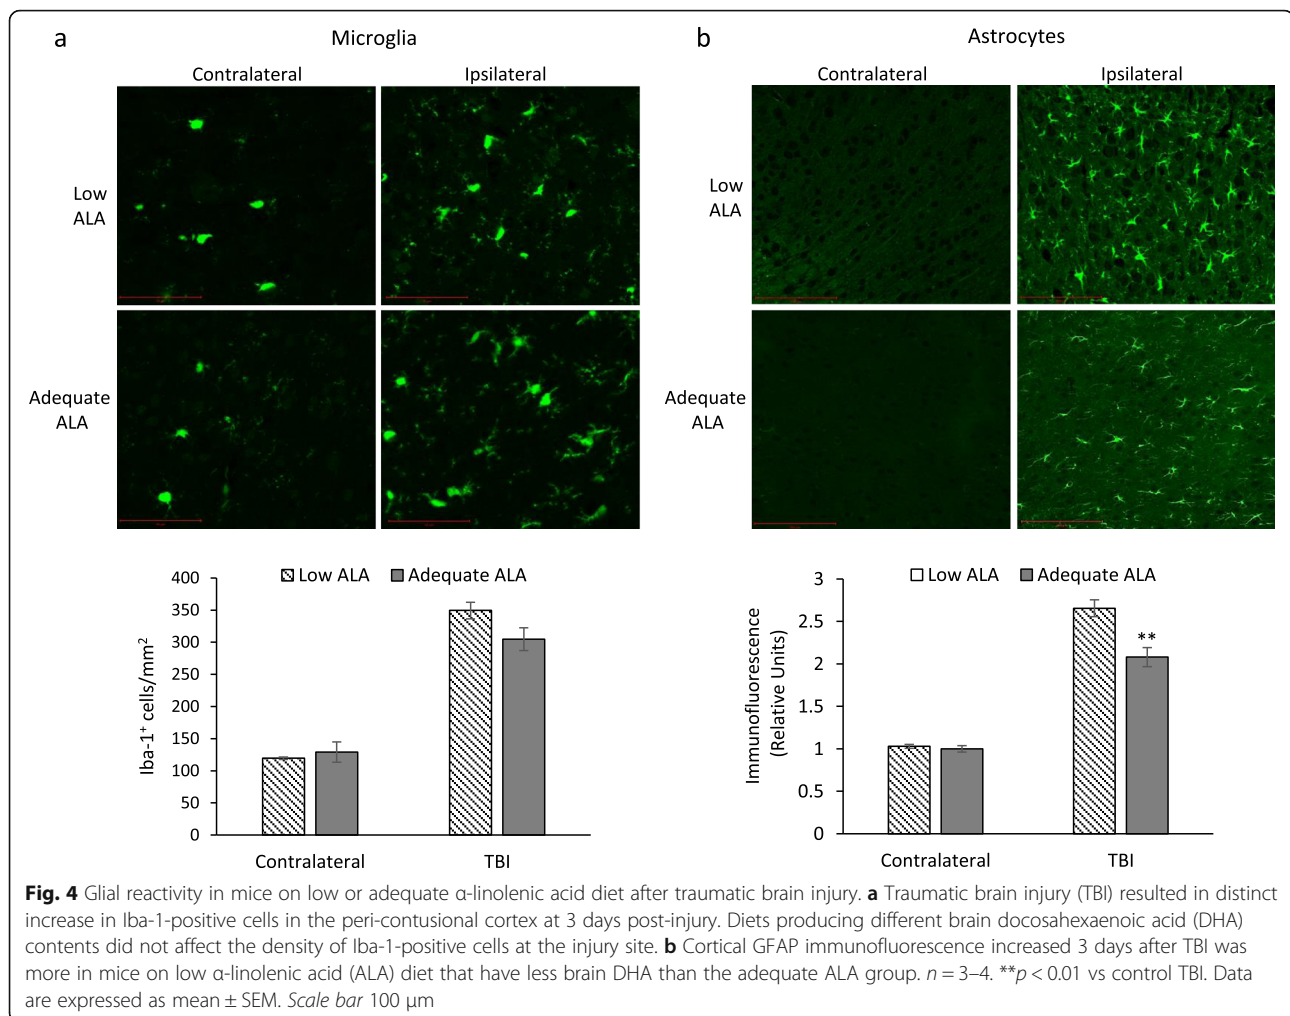 a
Microglia
Contralateral
Ipsilateral
Low
ALA
Adequate
ALA
400
350
300
250
200
150
100
50
0
Iba-1+ cells/mm2
Low ALA
Adequate ALA
Contralateral
TBI
b
Astrocytes
Contralateral
Ipsilateral
Low
ALA
Adequate
ALA
3
2.5
2
1.5
1
0.5
0
Immunofluorescence
(Relative Units)
Low ALA
Adequate ALA
**
Contralateral
TBI
Fig. 4 Glial reactivity in mice on low or adequate α-linolenic acid diet after traumatic brain injury. a Traumatic brain injury (TBI) resulted in distinct
increase in Iba-1-positive cells in the peri-contusional cortex at 3 days post-injury. Diets producing different brain docosahexaenoic acid (DHA)
contents did not affect the density of Iba-1-positive cells at the injury site. b Cortical GFAP immunofluorescence increased 3 days after TBI was
more in mice on low α-linolenic acid (ALA) diet that have less brain DHA than the adequate ALA group. n = 3–4. **p < 0.01 vs control TBI. Data
are expressed as mean ± SEM. Scale bar 100 μm